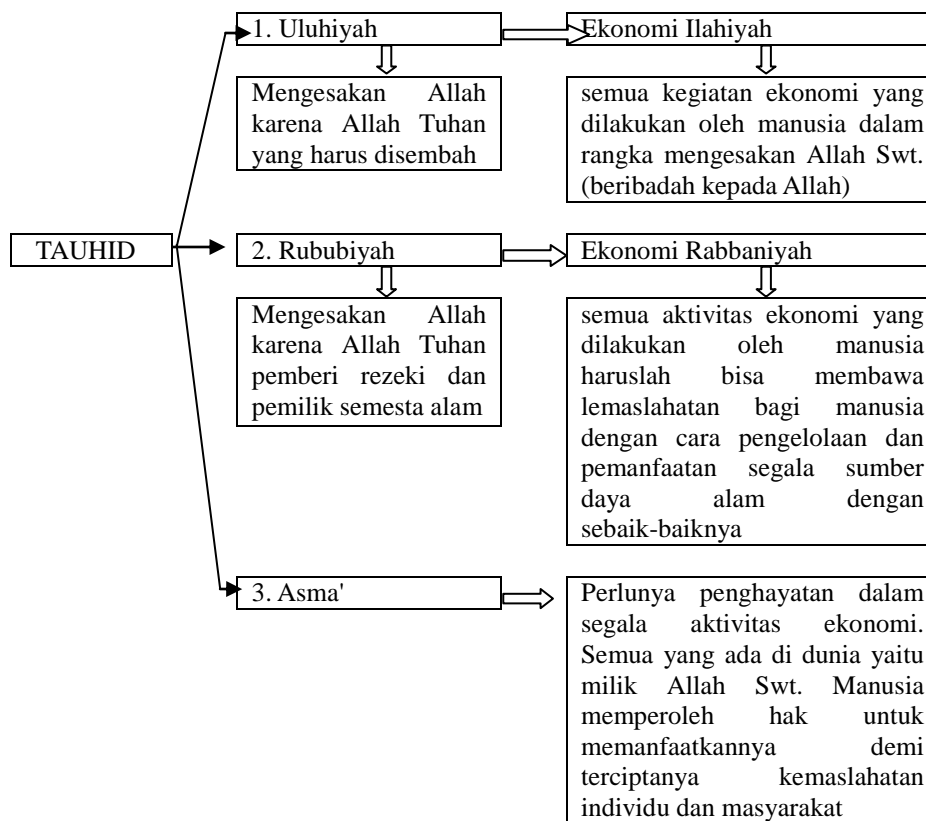 1. Uluhiyah
Ekonomi Ilahiyah
Mengesakan Allah
karena Allah Tuhan
yang harus disembah
semua kegiatan ekonomi yang
dilakukan oleh manusia dalam
rangka mengesakan Allah Swt.
(beribadah kepada Allah)
TAUHID
2. Rububiyah
Ekonomi Rabbaniyah
Mengesakan Allah
karena Allah Tuhan
pemberi rezeki dan
pemilik semesta alam
semua aktivitas ekonomi yang
dilakukan oleh manusia
haruslah bisa membawa
lemaslahatan bagi manusia
dengan cara pengelolaan dan
pemanfaatan segala sumber
daya alam dengan
sebaik-baiknya
3. Asma'
Perlunya penghayatan dalam
segala aktivitas ekonomi.
Semua yang ada di dunia yaitu
milik Allah Swt. Manusia
memperoleh hak untuk
memanfaatkannya demi
terciptanya kemaslahatan
individu dan masyarakat